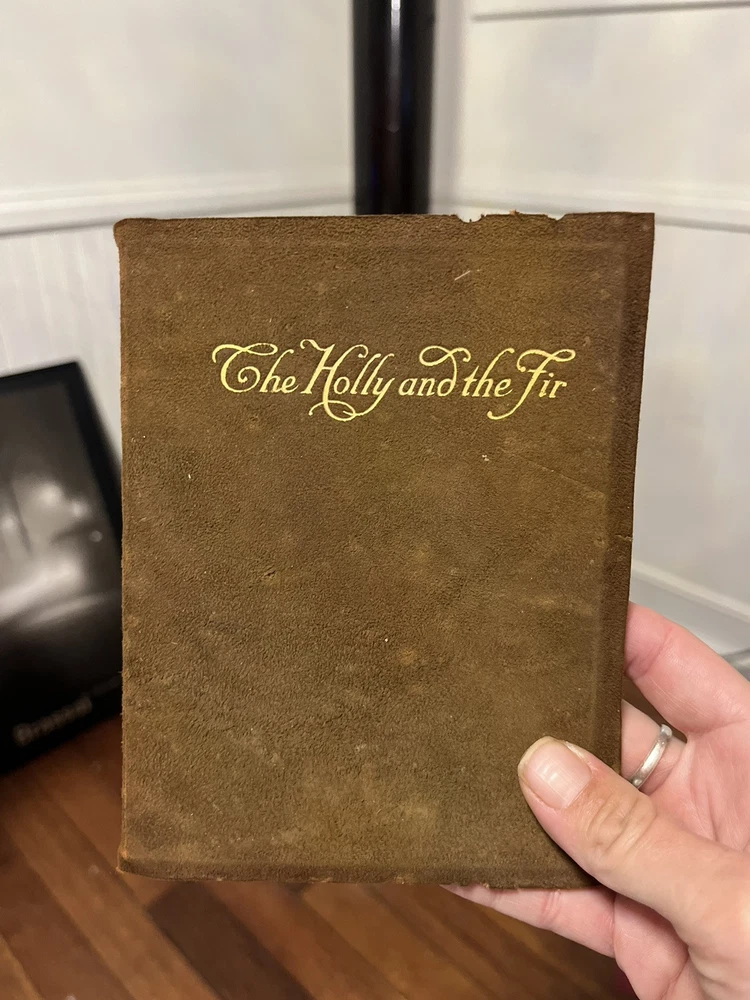 The Holly and the Fir